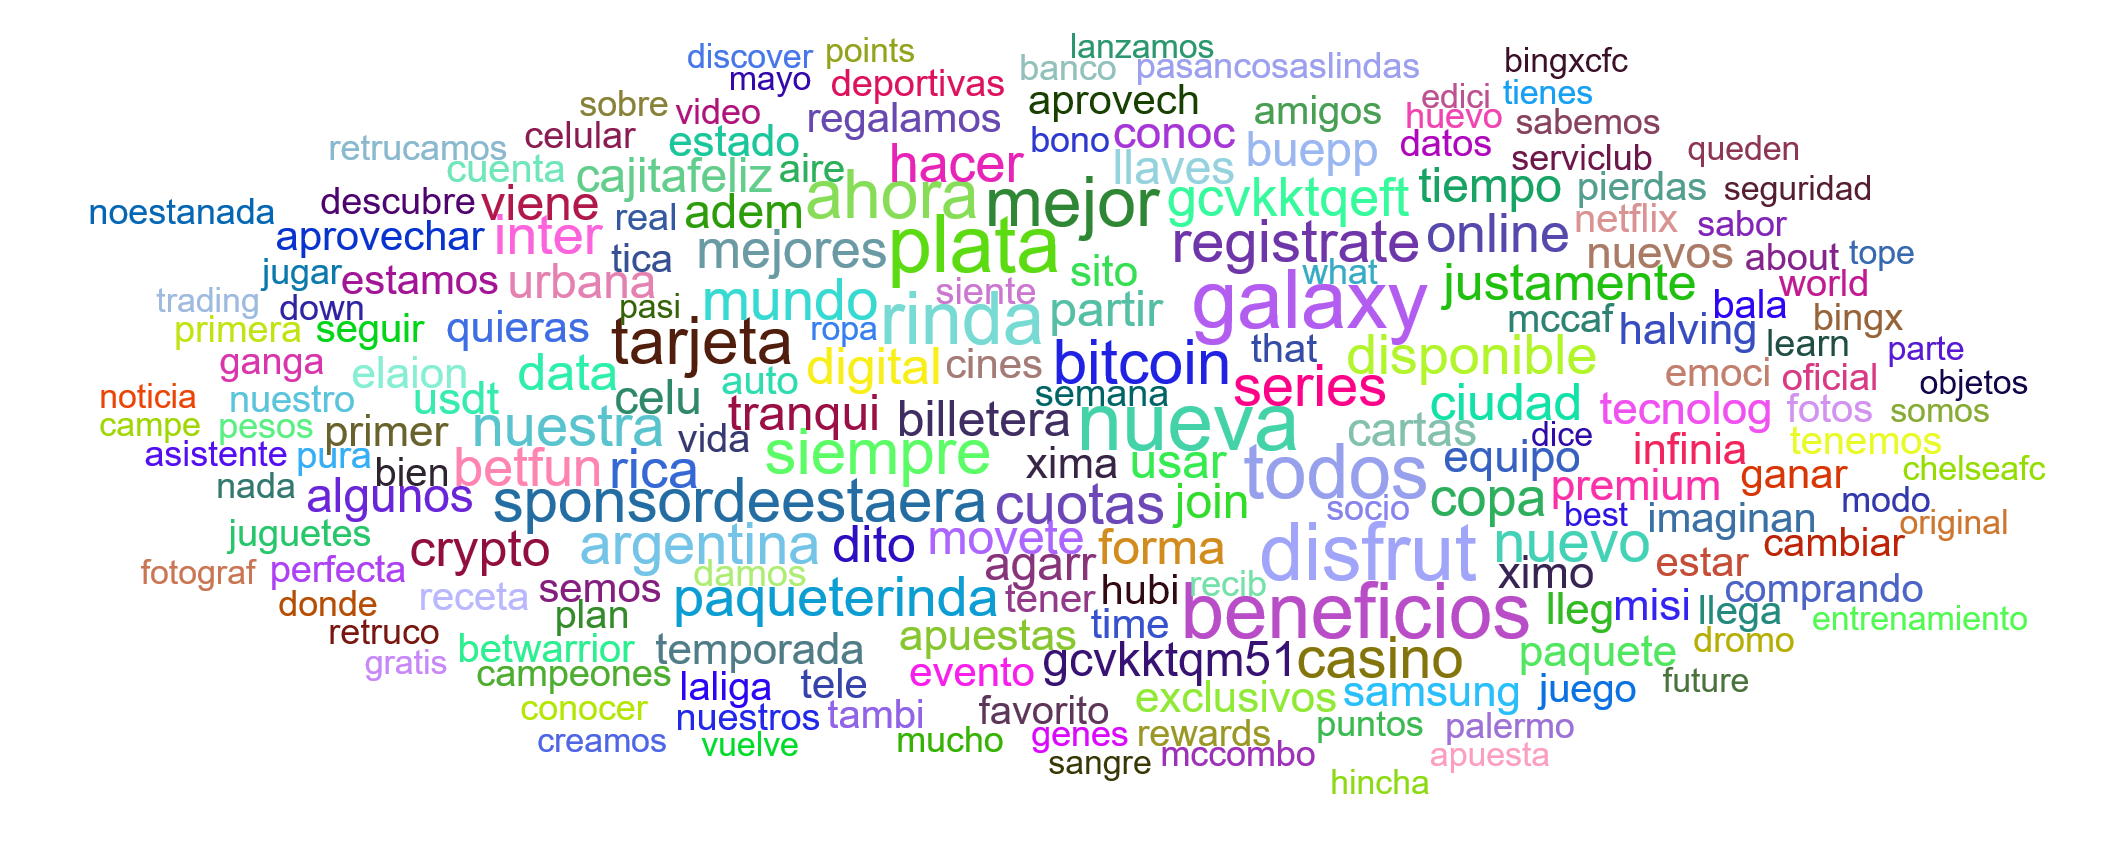 discover points lanzamos bingxcfc
mayo deportivas banco pasancosaslindas
sobre video regalamos aprovech amigos edici tienes
retrucamos celular estado bono conoc huevo sabemos
cuenta cajitafeliz aire hacer llaves buepp datos serviclub queden
noestanada descubre viene real adem ahora mejor gcvkktqeft tiempo pierdas seguridad
aprovechar inter tica mejores plata registrate online netflix sabor
jugar estamos urbana siente sito what nuevos about tope
trading down pasi mundo rinda partir galaxy justamente bala world
primera seguir quieras tarjeta ropa mccaf halving bingx
ganga elaion data auto digital cines bitcoin that disponible learn parte
noticia nuestro usdt celu semana series emoci oficial objetos
campe pesos primer nuestra vida tranqui billetera nueva cartas ciudad tecnolog fotos somos
asistente pura bien betfun rica siempre xima usar dice equipo infinia tenemos
nada algunos sponsordeestaera cuotas join todos socio copa premium ganar chelseafc
juguetes crypto argentina dito movete forma best imaginan modo original
fotograf perfecta damos agarr disfrut nuevo estar cambiar
donde receta semos paqueterinda tener hubi recib ximo comprando
retruco plan time beneficios lleg misi llega entrenamiento
gratis betwarrior temporada apuestas dromo
campeones laliga tele evento gcvkktqm51 casino paquete future
conocer nuestros tambi favorito exclusivos samsung juego
creamos vuelve mucho genes rewards puntos palermo
sangre mccombo apuesta
hincha